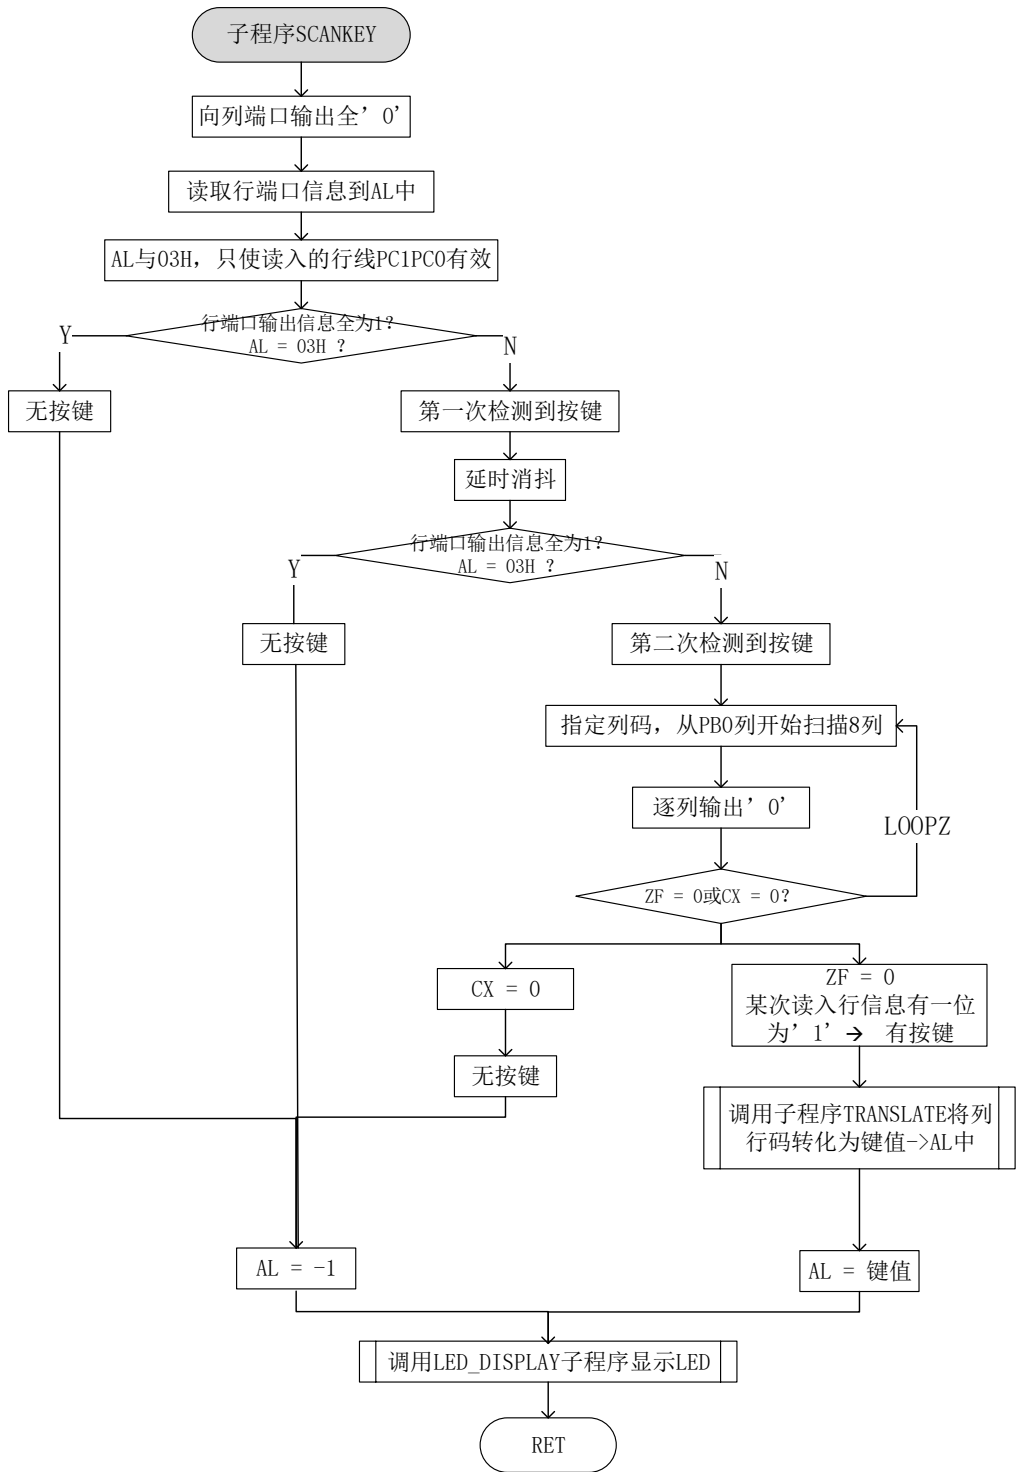 子程序SCANKEY
向列端口输出全’0’
读取行端口信息到AL中
AL与03H，只使读入的行线PC1PC0有效
行端口输出信息全为1?
AL = 03H ?
Y
N
无按键
第一次检测到按键
延时消抖
行端口输出信息全为1?
AL = 03H ?
Y
N
无按键
第二次检测到按键
指定列码，从PB0列开始扫描8列
逐列输出’0’
LOOPZ
ZF = 0或CX = 0?
CX = 0
ZF = 0
某次读入行信息有一位
为’1’→ 有按键
无按键
调用子程序TRANSLATE将列
行码转化为键值->AL中
AL = -1
AL = 键值
调用LED_DISPLAY子程序显示LED
RET